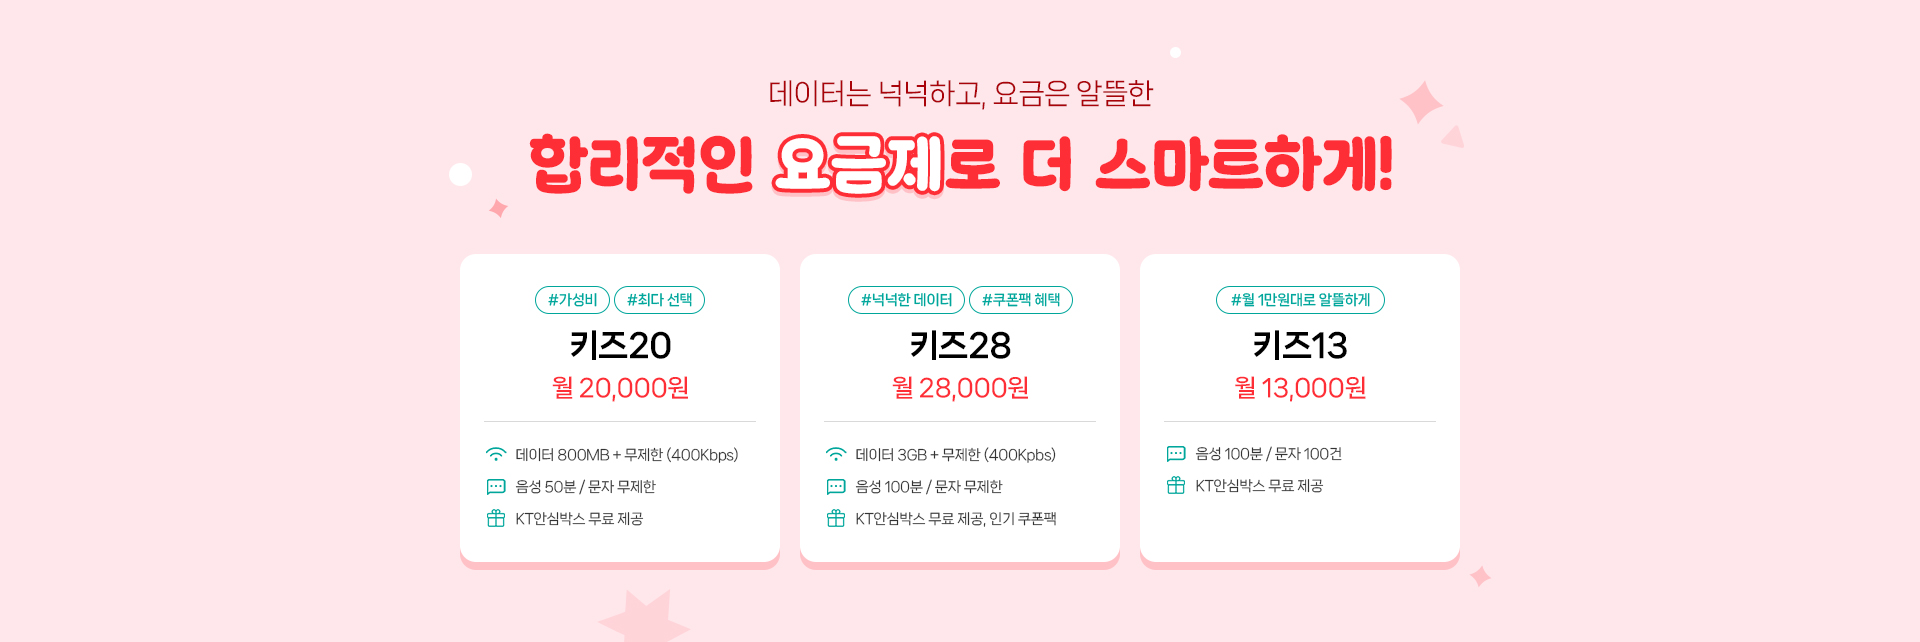 데이터는 넉넉하고, 요금은 알뜰한
합리적인 요금제로 더 스마트하게!
#가성비 #최다 선택
키즈20
월 20,000원
데이터 800MB + 무제한 (400Kbps)
음성 50분 / 문자 무제한
KT안심박스 무료 제공
#넉넉한 데이터 #쿠폰팩 혜택
키즈28
월 28,000원
데이터 3GB + 무제한 (400Kpbs)
음성 100분 / 문자 무제한
KT안심박스 무료 제공, 인기 쿠폰팩
#월 1만원대로 알뜰하게
키즈13
월 13,000원
음성 100분 / 문자 100건
KT안심박스 무료 제공